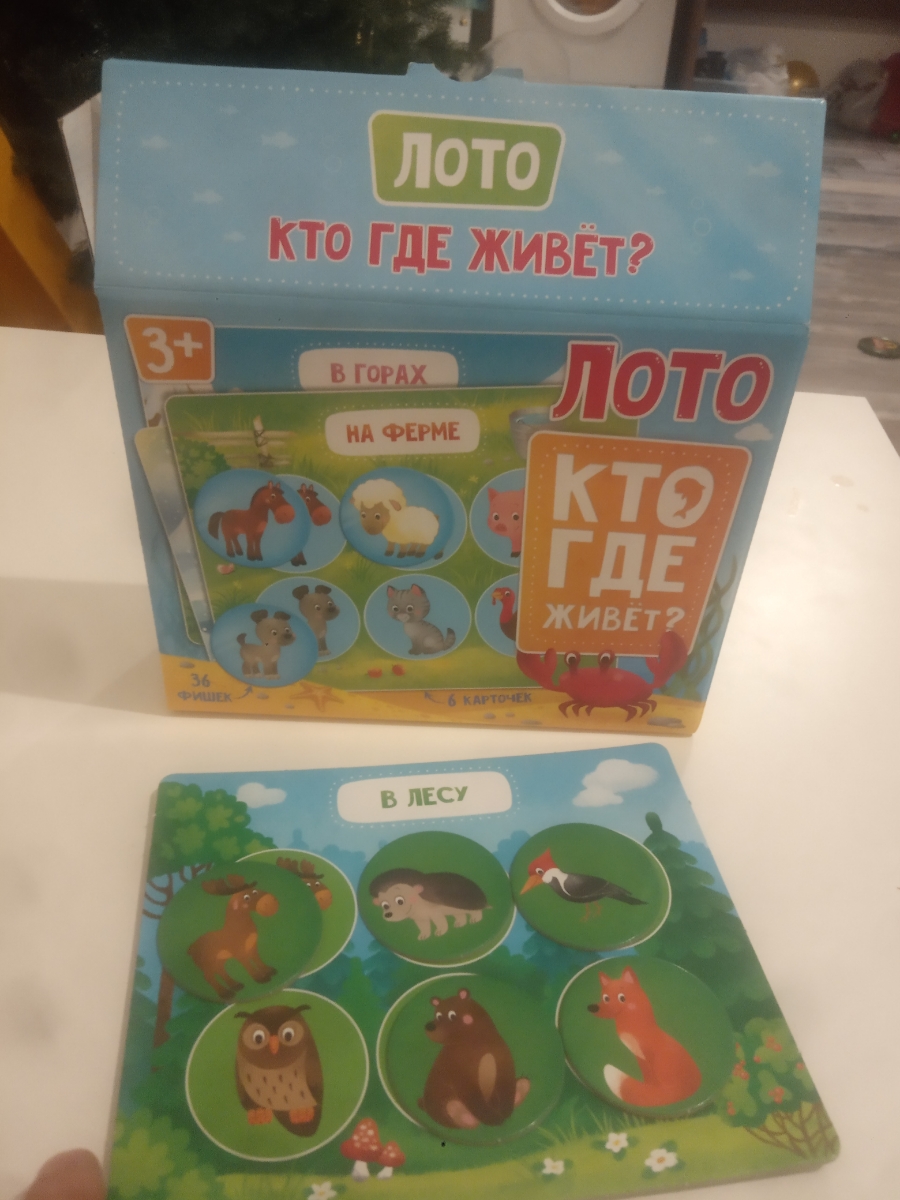 ЛОТО
КТО ГДЕ ЖИВЁТ?
3+
В ГОРАХ
НА ФЕРМЕ
ЛОТО
КТО
ГДЕ
ЖИВЁТ?
36
ФИШЕК
6 КАРТОЧЕК
В ЛЕСУ